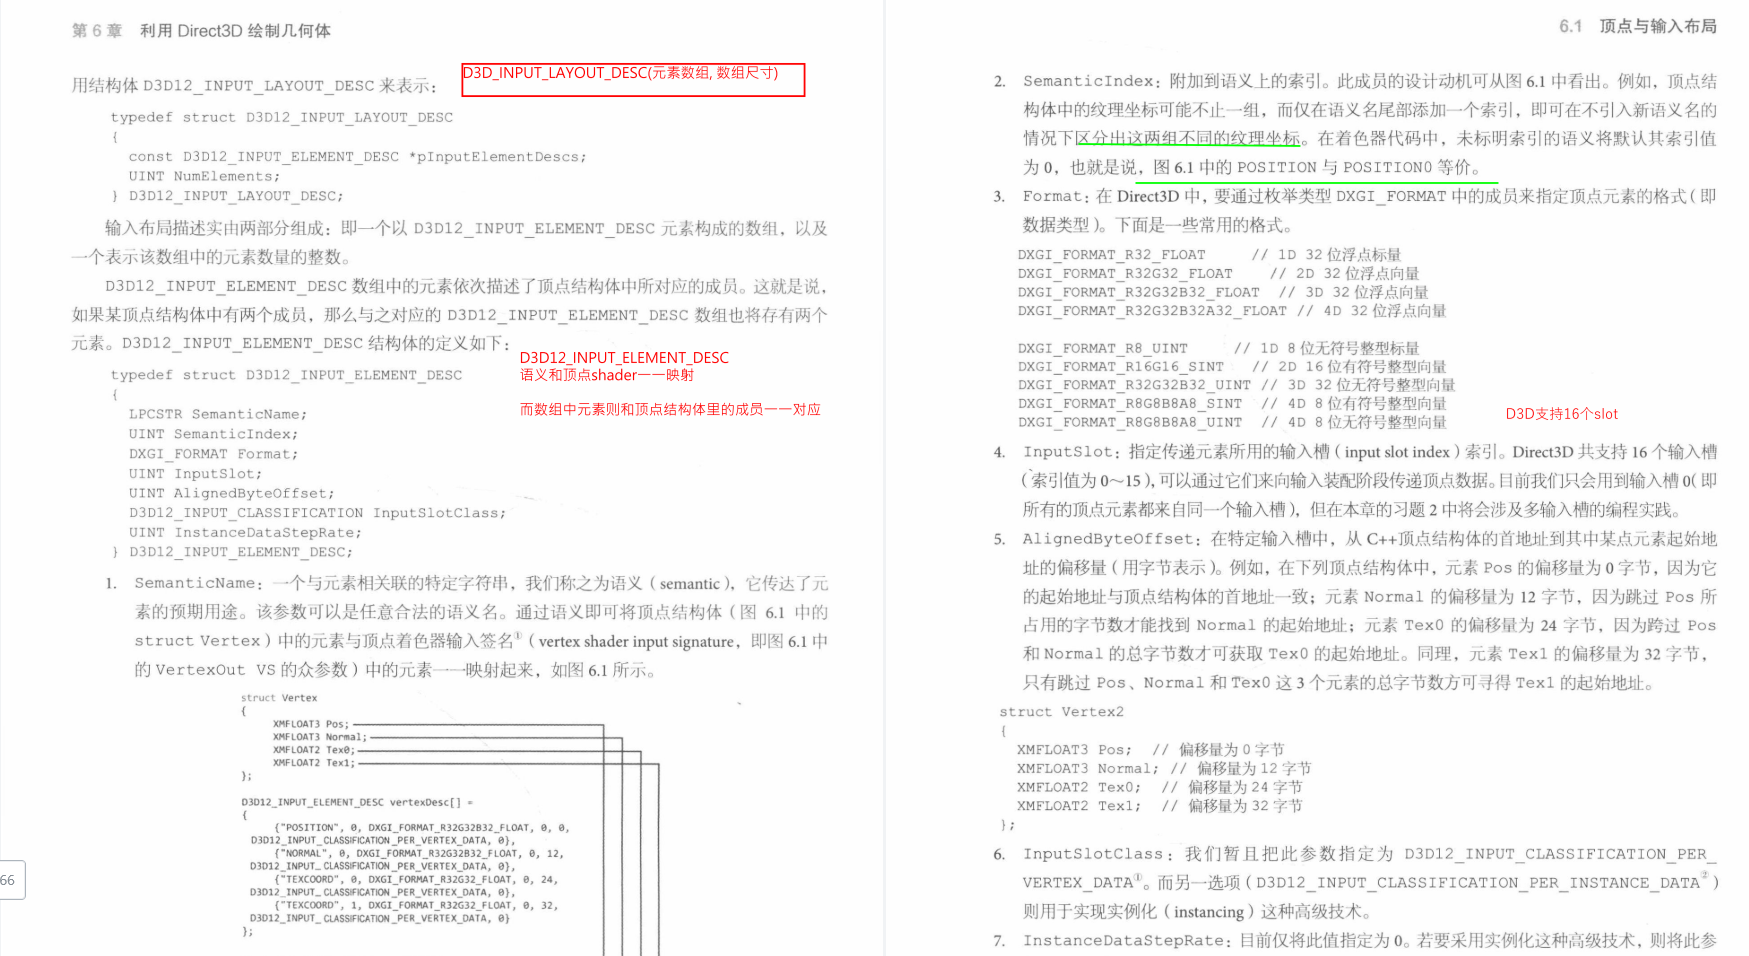 第 6 章 利用 Direct3D 绘制几何体
用结构体 D3D12_INPUT_LAYOUT_DESC 来表示：
D3D_INPUT_LAYOUT_DESC(元素数组, 数组尺寸)
typedef struct D3D12_INPUT_LAYOUT_DESC
{
const D3D12_INPUT_ELEMENT_DESC *pInputElementDescs;
UINT NumElements;
} D3D12_INPUT_LAYOUT_DESC;
输入布局描述实由两部分组成：即一个以 D3D12_INPUT_ELEMENT_DESC 元素构成的数组，以及
一个表示该数组中的元素数量的整数。
D3D12_INPUT_ELEMENT_DESC 数组中的元素依次描述了顶点结构体中所对应的成员。这就是说，
如果某顶点结构体中有两个成员，那么与之对应的 D3D12_INPUT_ELEMENT_DESC 数组也将存有两个
元素。D3D12_INPUT_ELEMENT_DESC 结构体的定义如下：
D3D12_INPUT_ELEMENT_DESC
语义和顶点shader一一映射
而数组中元素则和顶点结构体里的成员一一对应
typedef struct D3D12_INPUT_ELEMENT_DESC
{
LPCSTR SemanticName;
UINT SemanticIndex;
DXGI_FORMAT Format;
UINT InputSlot;
UINT AlignedByteOffset;
D3D12_INPUT_CLASSIFICATION InputSlotClass;
UINT InstanceDataStepRate;
} D3D12_INPUT_ELEMENT_DESC;
1. SemanticName：一个与元素相关联的特定字符串，我们称之为语义（semantic），它传达了元
素的预期用途。该参数可以是任意合法的语义名。通过语义即可将顶点结构体（图 6.1 中的
struct Vertex）中的元素与顶点着色器输入签名①（vertex shader input signature，即图 6.1 中
的 VertexOut VS 的众参数）中的元素一一映射起来，如图 6.1 所示。
struct Vertex
{
XMFLOAT3 Pos;
XMFLOAT3 Normal;
XMFLOAT2 Tex0;
XMFLOAT2 Tex1;
};
D3D12_INPUT_ELEMENT_DESC vertexDesc[] =
{
{"POSITION", 0, DXGI_FORMAT_R32G32B32_FLOAT, 0, 0,
D3D12_INPUT_CLASSIFICATION_PER_VERTEX_DATA, 0},
{"NORMAL", 0, DXGI_FORMAT_R32G32B32_FLOAT, 0, 12,
D3D12_INPUT_CLASSIFICATION_PER_VERTEX_DATA, 0},
{"TEXCOORD", 0, DXGI_FORMAT_R32G32_FLOAT, 0, 24,
D3D12_INPUT_CLASSIFICATION_PER_VERTEX_DATA, 0},
{"TEXCOORD", 1, DXGI_FORMAT_R32G32_FLOAT, 0, 32,
D3D12_INPUT_CLASSIFICATION_PER_VERTEX_DATA, 0}
};
66
6.1 顶点与输入布局
2. SemanticIndex：附加到语义上的索引。此成员的设计动机可从图 6.1 中看出。例如，顶点结
构体中的纹理坐标可能不止一组，而仅在语义名尾部添加一个索引，即可在不引入新语义名的
情况下区分出这两组不同的纹理坐标。在着色器代码中，未标明索引的语义将默认其索引值
为 0，也就是说，图 6.1 中的 POSITION 与 POSITION0 等价。
3. Format：在 Direct3D 中，要通过枚举类型 DXGI_FORMAT 中的成员来指定顶点元素的格式（即
数据类型）。下面是一些常用的格式。
DXGI_FORMAT_R32_FLOAT // 1D 32 位浮点标量
DXGI_FORMAT_R32G32_FLOAT // 2D 32 位浮点向量
DXGI_FORMAT_R32G32B32_FLOAT // 3D 32 位浮点向量
DXGI_FORMAT_R32G32B32A32_FLOAT // 4D 32 位浮点向量
DXGI_FORMAT_R8_UINT // 1D 8 位无符号整型标量
DXGI_FORMAT_R16G16_SINT // 2D 16 位有符号整型向量
DXGI_FORMAT_R32G32B32_UINT // 3D 32 位无符号整型向量
DXGI_FORMAT_R8G8B8A8_SINT // 4D 8 位有符号整型向量
DXGI_FORMAT_R8G8B8A8_UINT // 4D 8 位无符号整型向量
D3D支持16个slot
4. InputSlot：指定传递元素所用的输入槽（input slot index）索引。Direct3D 共支持 16 个输入槽
（索引值为 0～15），可以通过它们来向输入装配阶段传递顶点数据。目前我们只会用到输入槽 0（即
所有的顶点元素都来自同一个输入槽），但在本章的习题 2 中将会涉及多输入槽的编程实践。
5. AlignedByteOffset：在特定输入槽中，从 C++顶点结构体的首地址到其中某点元素起始地
址的偏移量（用字节表示）。例如，在下列顶点结构体中，元素 Pos 的偏移量为 0 字节，因为它
的起始地址与顶点结构体的首地址一致；元素 Normal 的偏移量为 12 字节，因为跳过 Pos 所
占用的字节数才能找到 Normal 的起始地址；元素 Tex0 的偏移量为 24 字节，因为跨过 Pos
和 Normal 的总字节数才可获取 Tex0 的起始地址。同理，元素 Tex1 的偏移量为 32 字节，
只有跳过 Pos、Normal 和 Tex0 这 3 个元素的总字节数方可寻得 Tex1 的起始地址。
struct Vertex2
{
XMFLOAT3 Pos; // 偏移量为 0 字节
XMFLOAT3 Normal; // 偏移量为 12 字节
XMFLOAT2 Tex0; // 偏移量为 24 字节
XMFLOAT2 Tex1; // 偏移量为 32 字节
};
6. InputSlotClass：我们暂且把此参数指定为 D3D12_INPUT_CLASSIFICATION_PER_
VERTEX_DATA①。而另一选项（D3D12_INPUT_CLASSIFICATION_PER_INSTANCE_DATA②）
则用于实现实例化（instancing）这种高级技术。
7. InstanceDataStepRate：目前仅将此值指定为 0。若要采用实例化这种高级技术，则将此参